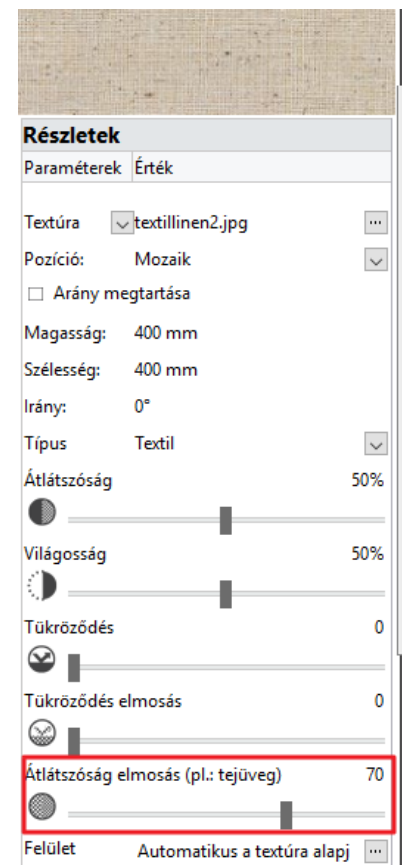 Részletek
Paraméterek Érték
Textúra textillinen2.jpg ...
Pozíció: Mozaik
Arány megtartása
Magasság: 400 mm
Szélesség: 400 mm
Irány: 0°
Típus Textil
Átlátszóság 50%
Világosság 50%
Tükröződés 0
Tükröződés elmosás 0
Átlátszóság elmosás (pl.: tejüveg) 70
Felület Automatikus a textúra alapj ...